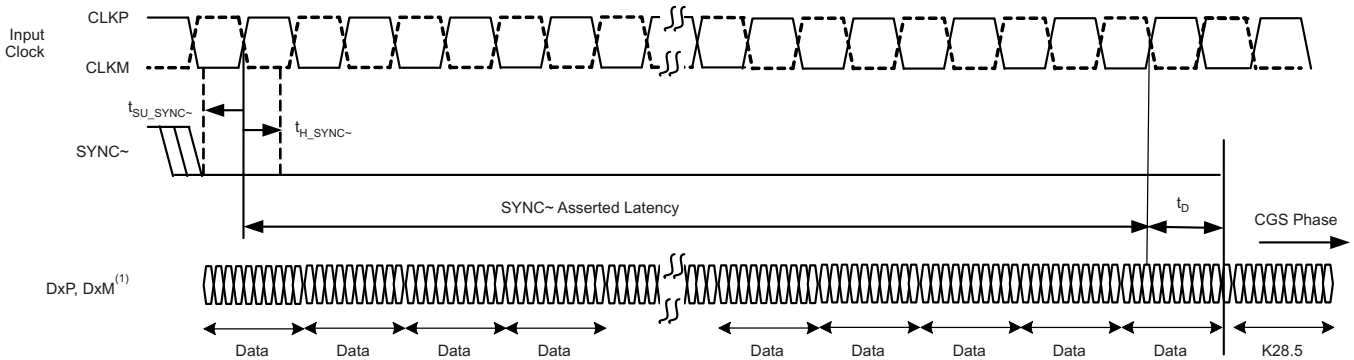 Input
Clock
CLKP
CLKM
t_SU_SYNC~
t_H_SYNC~
SYNC~
SYNC~ Asserted Latency
t_D
CGS Phase
DxP, DxM(1)
Data Data Data Data Data Data Data Data Data K28.5